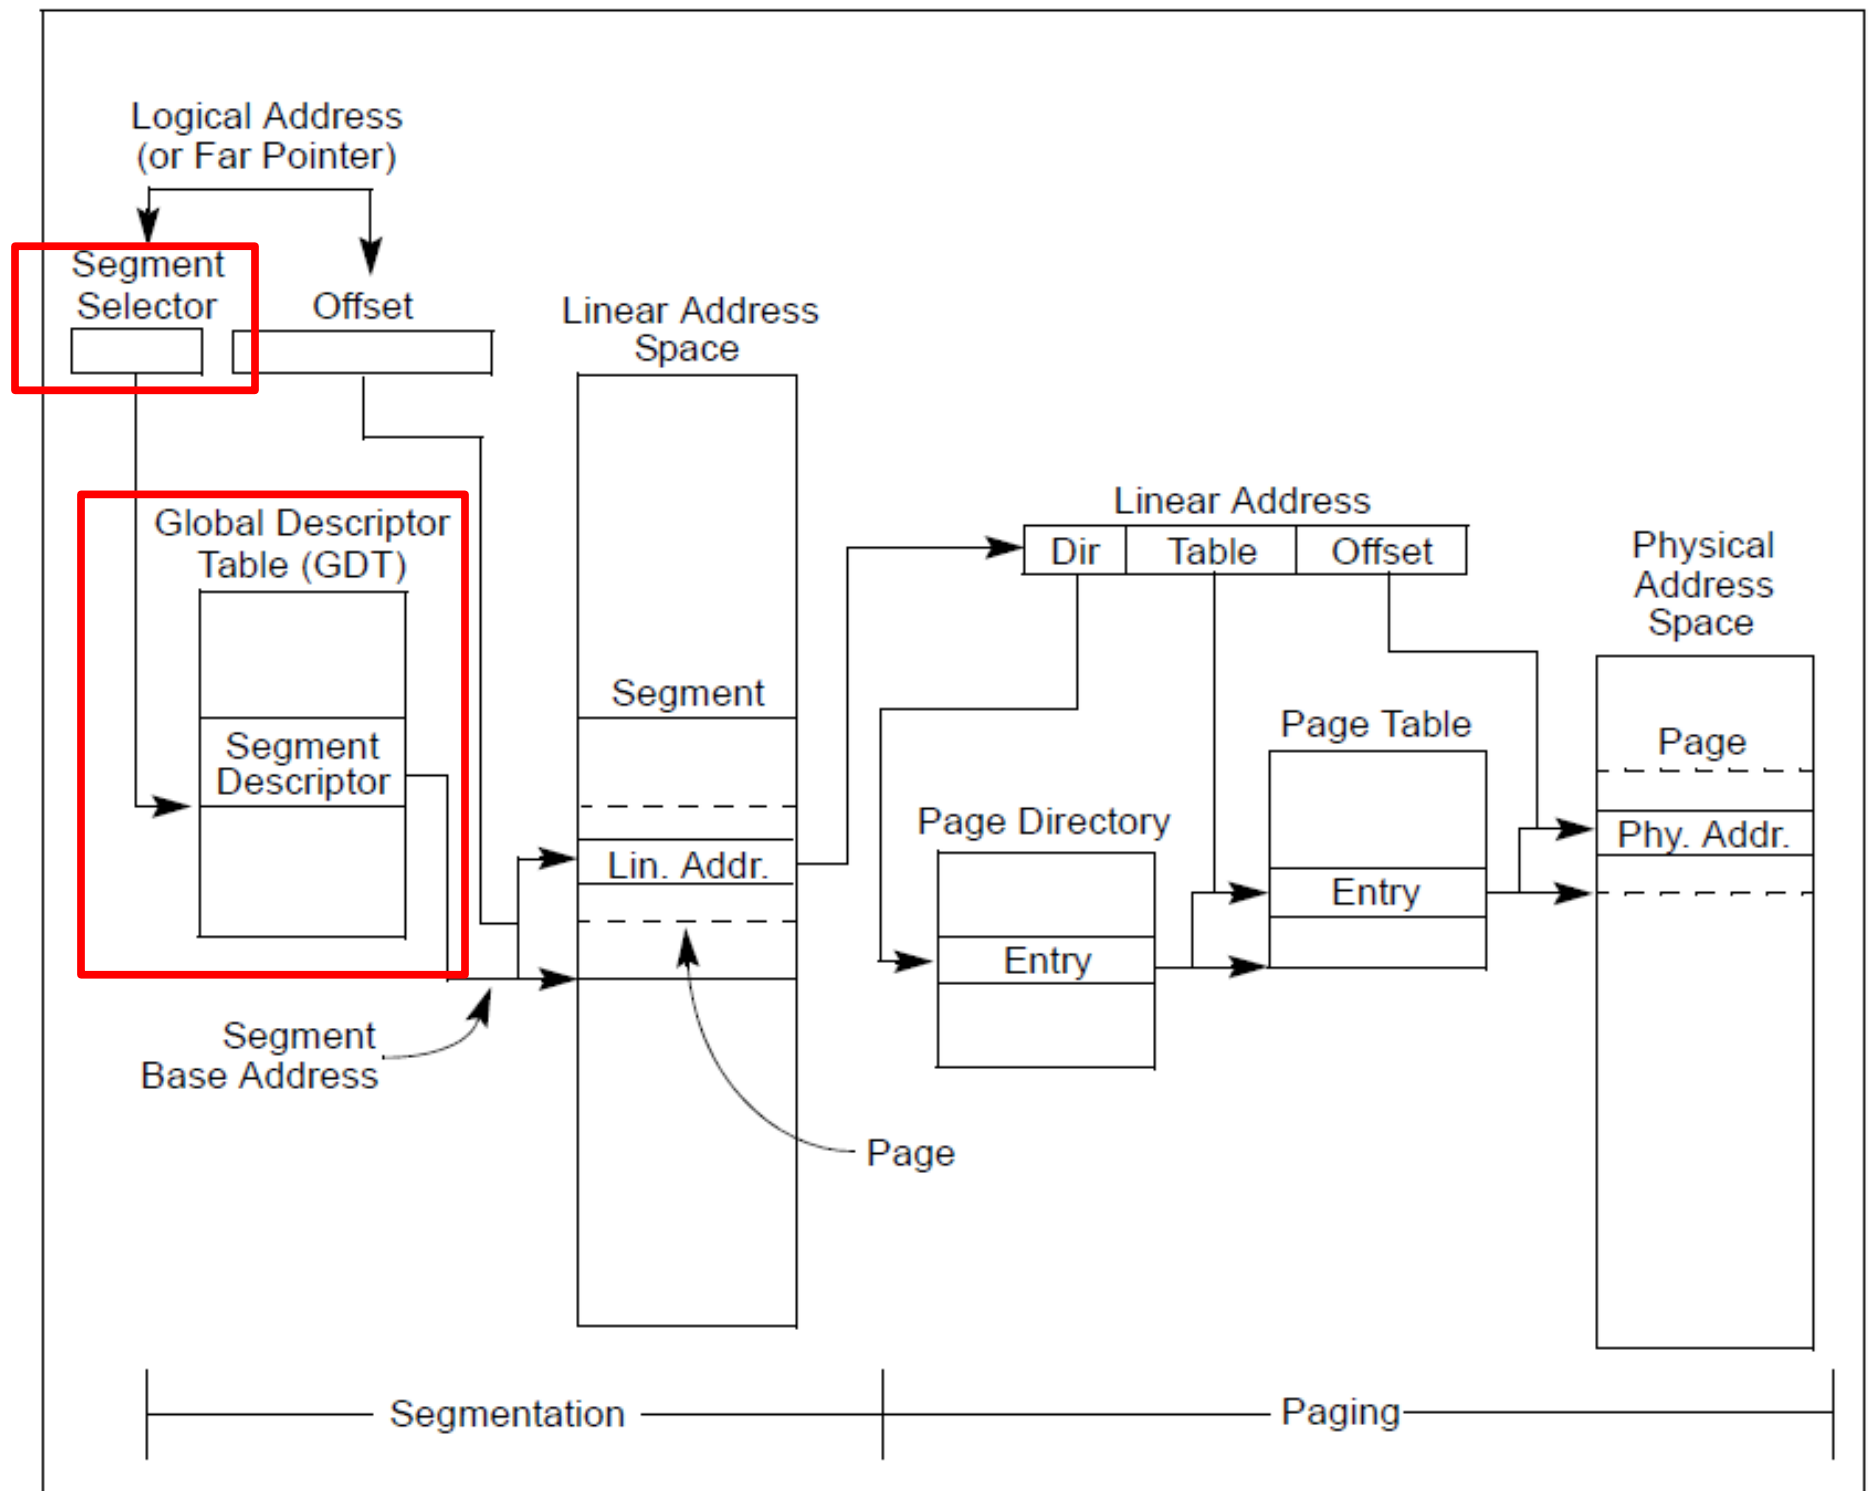 Logical Address
(or Far Pointer)
Segment
Selector
Offset
Linear Address
Space
Global Descriptor
Table (GDT)
Segment
Descriptor
Segment
Lin. Addr.
Segment
Base Address
Page
Linear Address
Dir
Table
Offset
Page Directory
Entry
Page Table
Entry
Physical
Address
Space
Page
Phy. Addr.
Segmentation
Paging